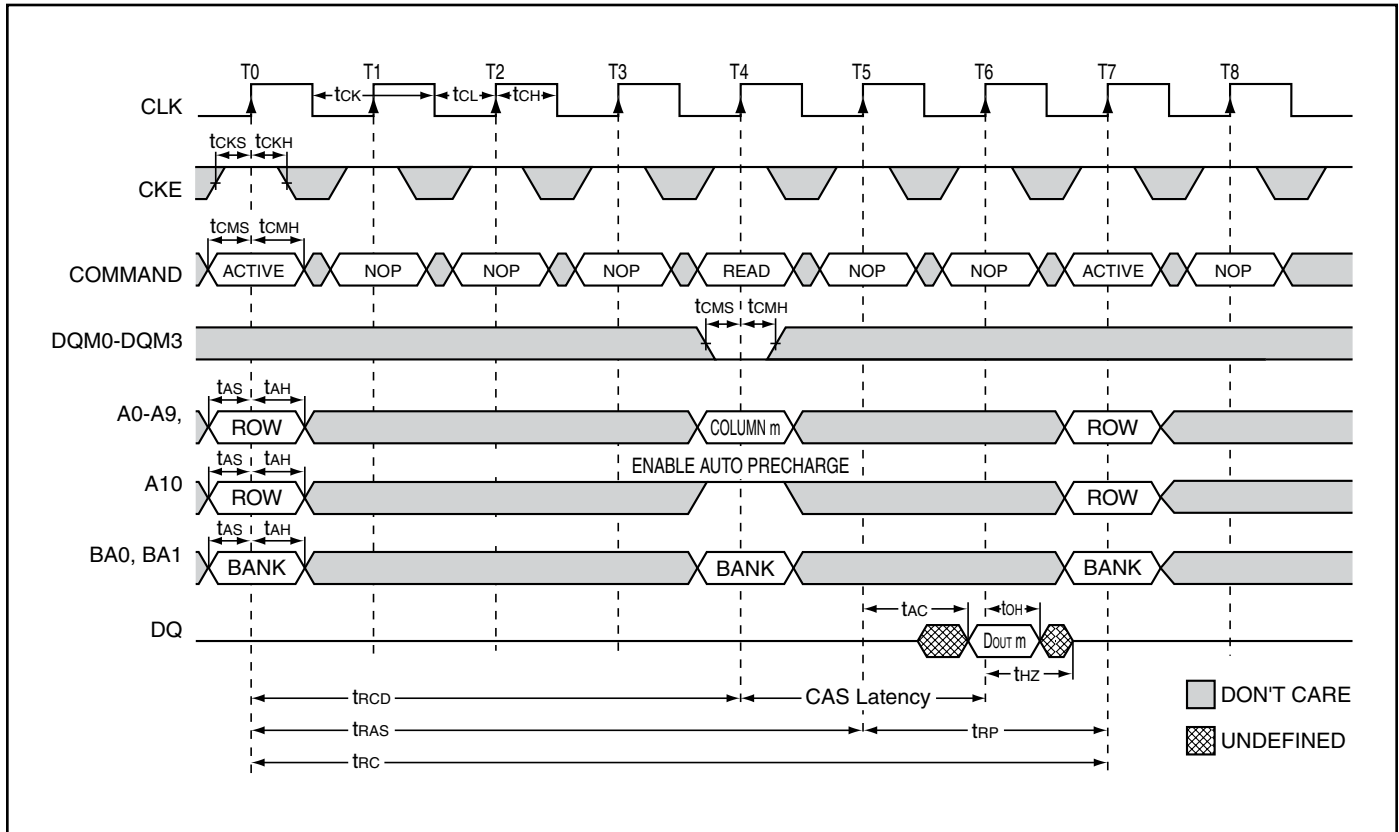 T0 T1 T2 T3 T4 T5 T6 T7 T8
CLK tCK tCL tCH
tCKS tCKH
CKE
tCMS tCMH
COMMAND ACTIVE NOP NOP NOP READ NOP NOP ACTIVE NOP
tCMS tCMH
DQM0-DQM3
tAS tAH
A0-A9, ROW COLUMN m ROW
tAS tAH ENABLE AUTO PRECHARGE
A10 ROW ROW
tAS tAH
BA0, BA1 BANK BANK BANK
tAC tOH
DQ DOUT m
tHZ
tRCD CAS Latency
DON'T CARE
tRAS tRP
UNDEFINED
tRC